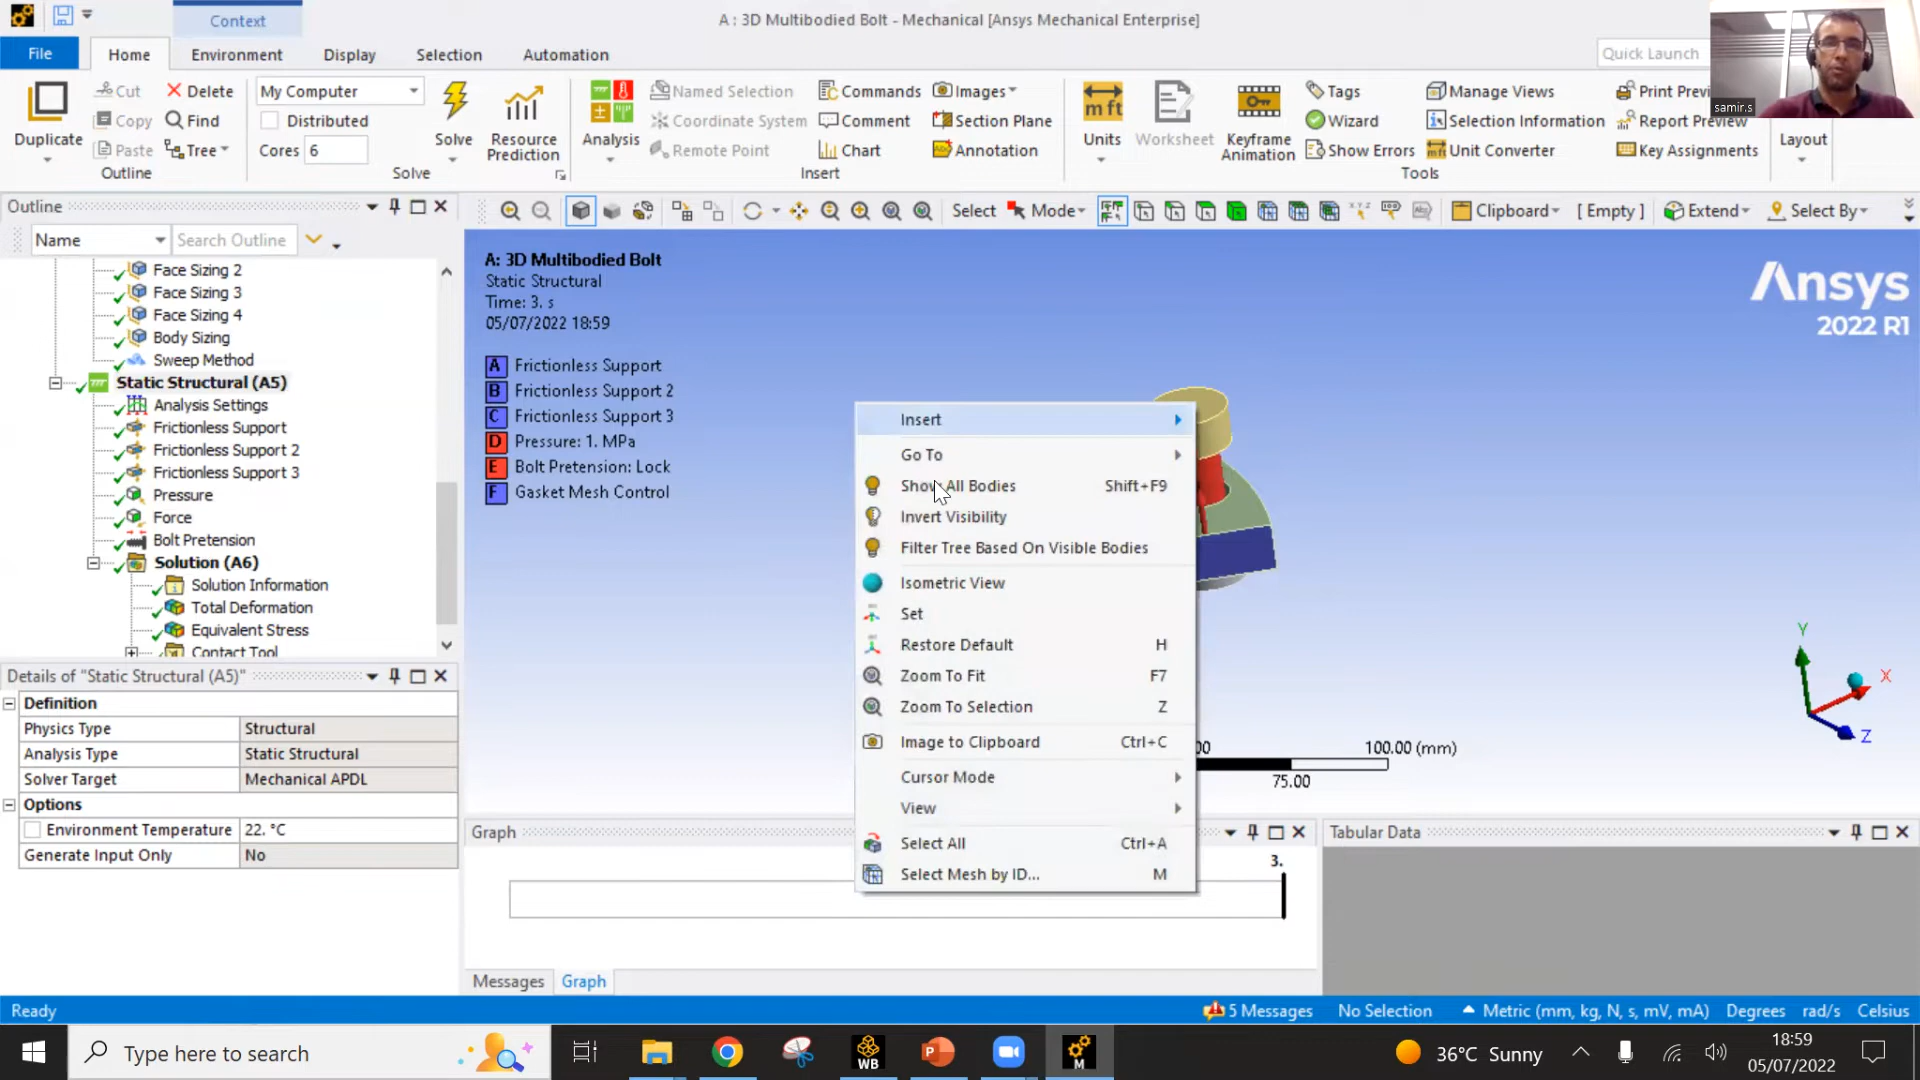 Context
A : 3D Multibodied Bolt - Mechanical [Ansys Mechanical Enterprise]
File
Home
Environment
Display
Selection
Automation
Quick Launch
samir.s
Duplicate
Cut
Copy
Paste
Delete
Find
Tree
Outline
My Computer
Distributed
Cores 6
Solve
Resource
Prediction
Solve
Analysis
Named Selection
Coordinate System
Remote Point
Commands
Comment
Chart
Images
Section Plane
Annotation
Insert
Units
Worksheet
Keyframe
Animation
Tags
Wizard
Show Errors
Manage Views
Selection Information
Unit Converter
Print Previ
Report Preview
Key Assignments
Tools
Layout
Outline
Name
Search Outline
Select
Mode
Clipboard
[ Empty ]
Extend
Select By
Face Sizing 2
Face Sizing 3
Face Sizing 4
Body Sizing
Sweep Method
Static Structural (A5)
Analysis Settings
Frictionless Support
Frictionless Support 2
Frictionless Support 3
Pressure
Force
Bolt Pretension
Solution (A6)
Solution Information
Total Deformation
Equivalent Stress
Contact Tool
A: 3D Multibodied Bolt
Static Structural
Time: 3. s
05/07/2022 18:59
A Frictionless Support
B Frictionless Support 2
C Frictionless Support 3
D Pressure: 1. MPa
E Bolt Pretension: Lock
F Gasket Mesh Control
Ansys
2022 R1
Insert
Go To
Show All Bodies Shift+F9
Invert Visibility
Filter Tree Based On Visible Bodies
Isometric View
Set
Restore Default H
Zoom To Fit F7
Zoom To Selection Z
Image to Clipboard Ctrl+C
Cursor Mode
View
Select All Ctrl+A
Select Mesh by ID... M
Y
X
Z
00
100.00 (mm)
75.00
Details of "Static Structural (A5)"
Definition
Physics Type Structural
Analysis Type Static Structural
Solver Target Mechanical APDL
Options
Environment Temperature 22. °C
Generate Input Only No
Graph
3.
Tabular Data
Messages
Graph
Ready
5 Messages
No Selection
Metric (mm, kg, N, s, mV, mA)
Degrees
rad/s
Celsius
Type here to search
WB
P
M
36°C Sunny
18:59
05/07/2022